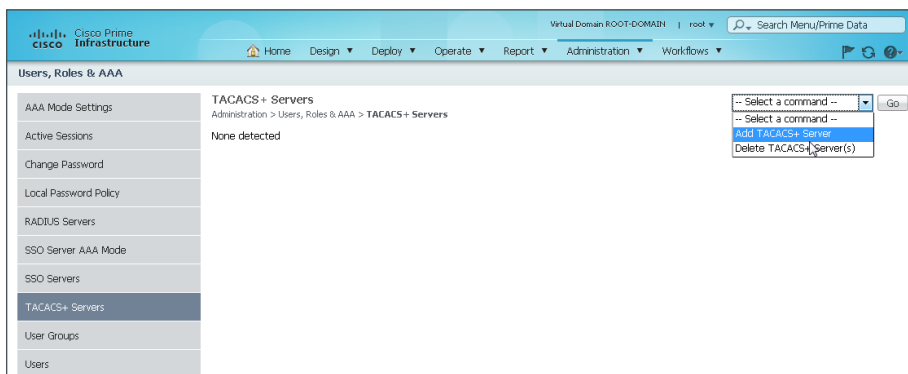 Virtual Domain ROOT-DOMAIN | root ▼ Search Menu/Prime Data
cisco Cisco Prime
Infrastructure
Home Design ▼ Deploy ▼ Operate ▼ Report ▼ Administration ▼ Workflows ▼
Users, Roles & AAA
AAA Mode Settings
Active Sessions
Change Password
Local Password Policy
RADIUS Servers
SSO Server AAA Mode
SSO Servers
TACACS+ Servers
User Groups
Users
TACACS+ Servers
Administration > Users, Roles & AAA > TACACS+ Servers
None detected
-- Select a command -- Go
-- Select a command --
Add TACACS+ Server
Delete TACACS+ Server(s)